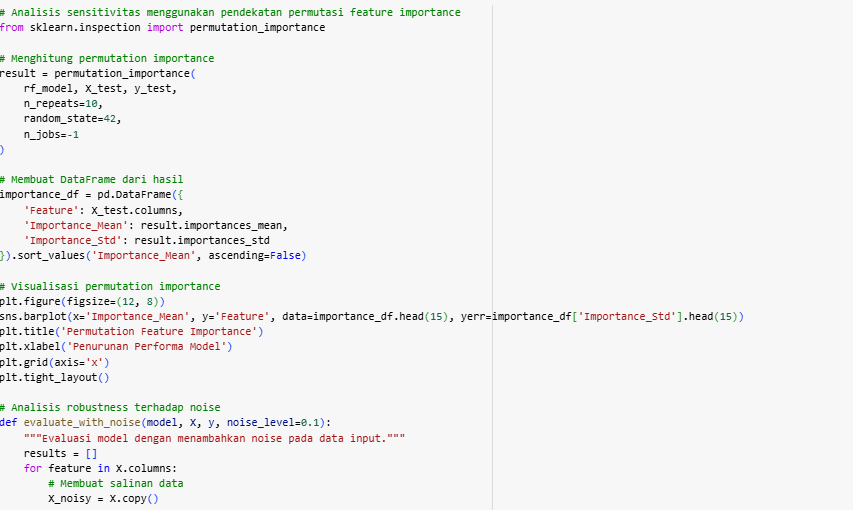 # Analisis sensitivitas menggunakan pendekatan permutasi feature importance
from sklearn.inspection import permutation_importance
# Menghitung permutation importance
result = permutation_importance(
    rf_model, X_test, y_test,
    n_repeats=10,
    random_state=42,
    n_jobs=-1
)
# Membuat DataFrame dari hasil
importance_df = pd.DataFrame({
    'Feature': X_test.columns,
    'Importance_Mean': result.importances_mean,
    'Importance_Std': result.importances_std
}).sort_values('Importance_Mean', ascending=False)
# Visualisasi permutation importance
plt.figure(figsize=(12, 8))
sns.barplot(x='Importance_Mean', y='Feature', data=importance_df.head(15), yerr=importance_df['Importance_Std'].head(15))
plt.title('Permutation Feature Importance')
plt.xlabel('Penurunan Performa Model')
plt.grid(axis='x')
plt.tight_layout()
# Analisis robustness terhadap noise
def evaluate_with_noise(model, X, y, noise_level=0.1):
    """Evaluasi model dengan menambahkan noise pada data input."""
    results = []
    for feature in X.columns:
        # Membuat salinan data
        X_noisy = X.copy()